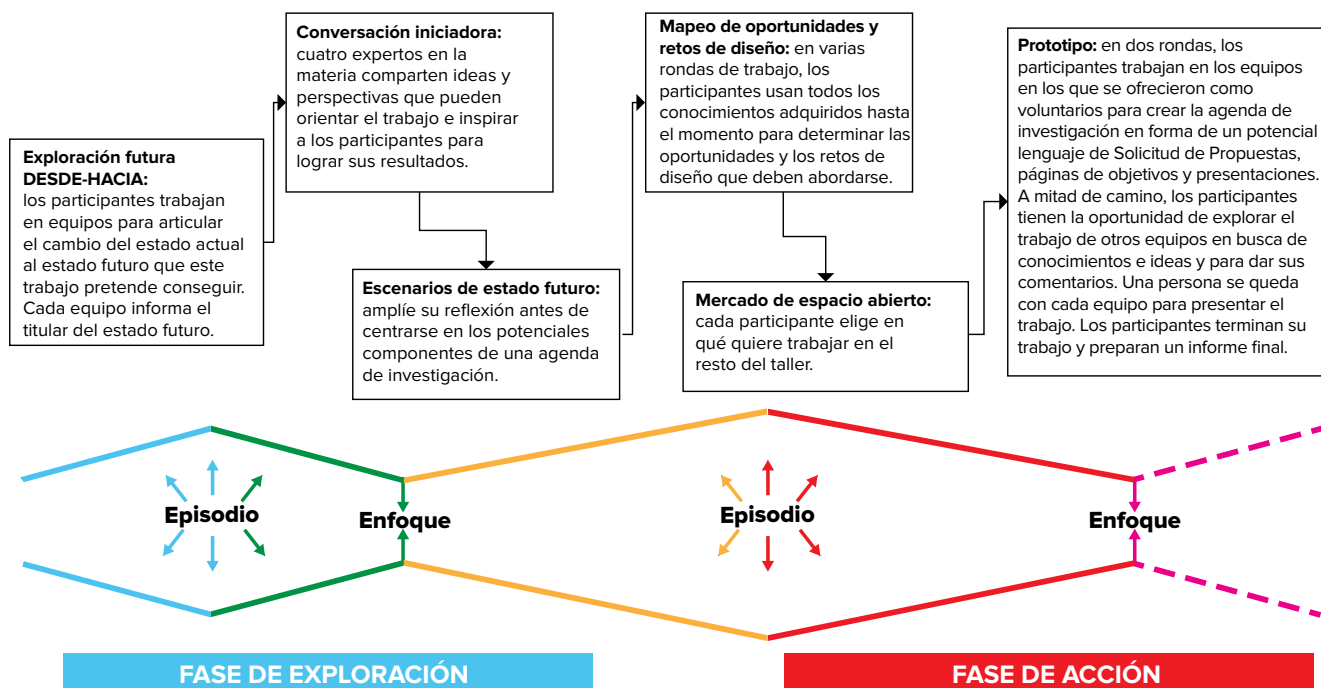 Exploración futura
DESDE-HACIA:
los participantes trabajan
en equipos para articular
el cambio del estado actual
al estado futuro que este
trabajo pretende conseguir.
Cada equipo informa el
titular del estado futuro.
Conversación iniciadora:
cuatro expertos en la
materia comparten ideas y
perspectivas que pueden
orientar el trabajo e inspirar
a los participantes para
lograr sus resultados.
Escenarios de estado futuro:
amplíe su reflexión antes de
centrarse en los potenciales
componentes de una agenda
de investigación.
Mapeo de oportunidades y
retos de diseño: en varias
rondas de trabajo, los
participantes usan todos los
conocimientos adquiridos hasta
el momento para determinar las
oportunidades y los retos de
diseño que deben abordarse.
Mercado de espacio abierto:
cada participante elige en
qué quiere trabajar en el
resto del taller.
Prototipo: en dos rondas, los
participantes trabajan en los equipos
en los que se ofrecieron como
voluntarios para crear la agenda de
investigación en forma de un potencial
lenguaje de Solicitud de Propuestas,
páginas de objetivos y presentaciones.
A mitad de camino, los participantes
tienen la oportunidad de explorar el
trabajo de otros equipos en busca de
conocimientos e ideas y para dar sus
comentarios. Una persona se queda
con cada equipo para presentar el
trabajo. Los participantes terminan su
trabajo y preparan un informe final.
Episodio
Enfoque
Episodio
Enfoque
FASE DE EXPLORACIÓN
FASE DE ACCIÓN